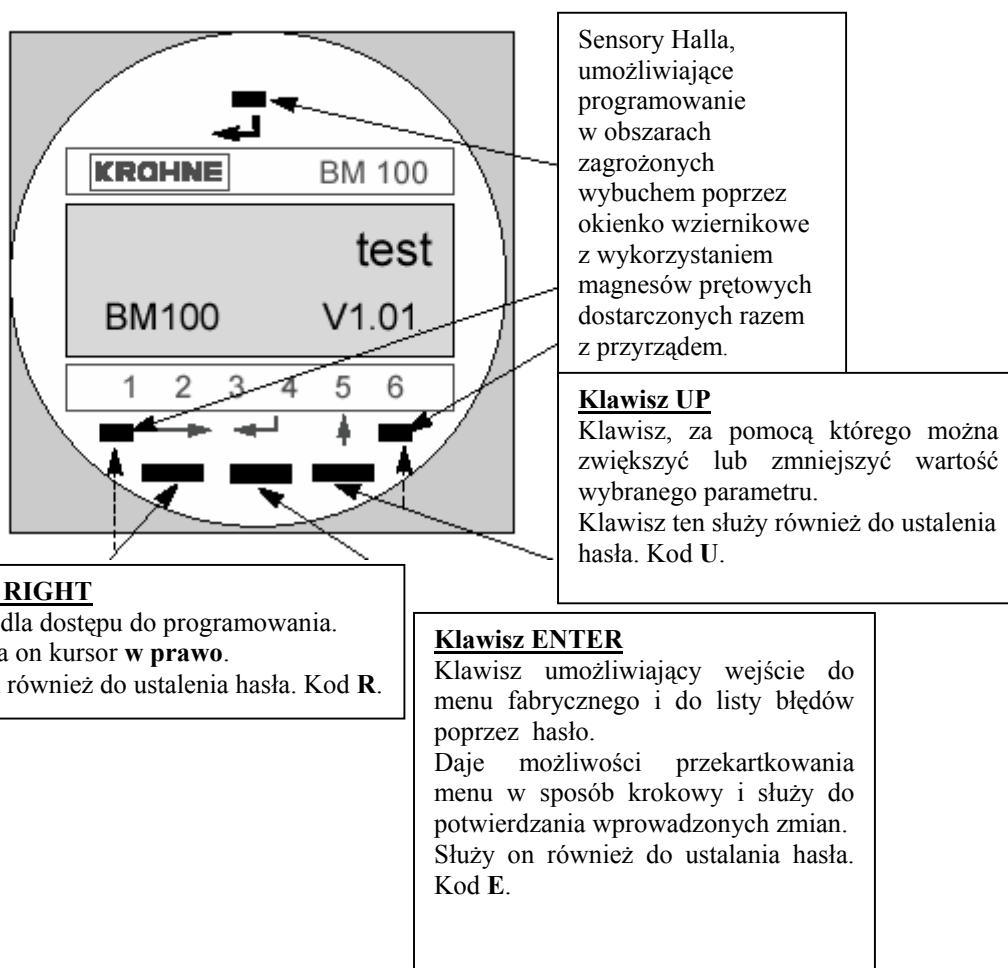 Sensory Halla,
umożliwiające
programowanie
w obszarach
zagrożonych
wybuchem poprzez
okienko wziernikowe
z wykorzystaniem
magnesów prętowych
dostarczonych razem
z przyrządem.
KROHNE BM 100
test
BM100 V1.01
1 2 3 4 5 6
Klawisz UP
Klawisz, za pomocą którego można
zwiększyć lub zmniejszyć wartość
wybranego parametru.
Klawisz ten służy również do ustalenia
hasła. Kod U.
RIGHT
dla dostępu do programowania.
a on kursor w prawo.
również do ustalenia hasła. Kod R.
Klawisz ENTER
Klawisz umożliwiający wejście do
menu fabrycznego i do listy błędów
poprzez hasło.
Daje możliwości przekartkowania
menu w sposób krokowy i służy do
potwierdzania wprowadzonych zmian.
Służy on również do ustalania hasła.
Kod E.